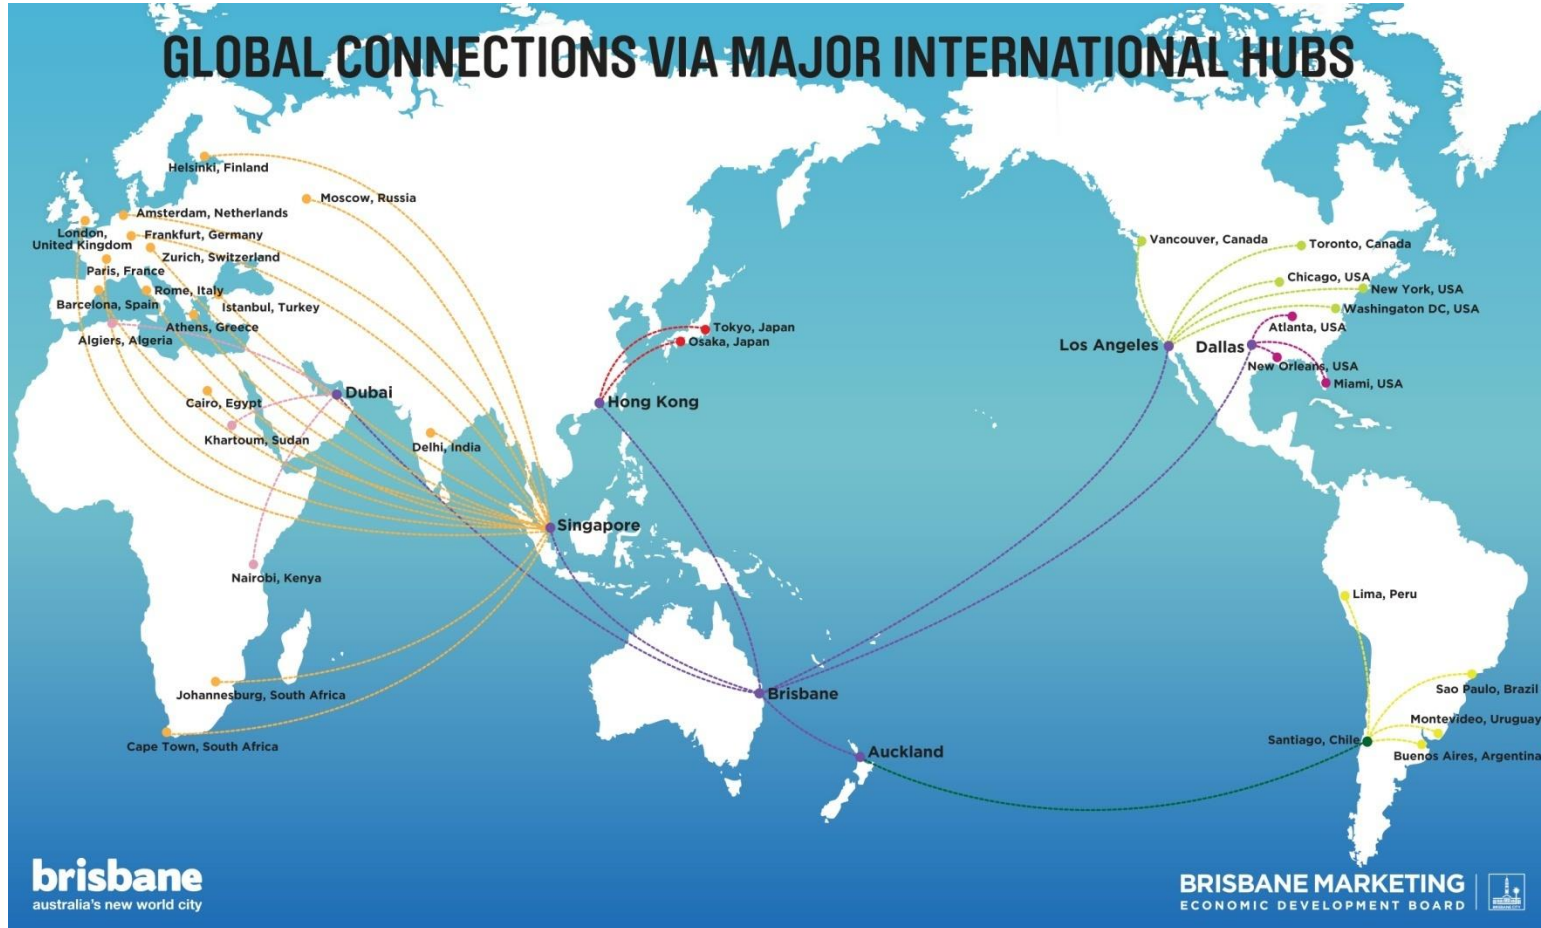 GLOBAL CONNECTIONS VIA MAJOR INTERNATIONAL HUBS
Helsinki, Finland
Moscow, Russia
Amsterdam, Netherlands
London,
United Kingdom
Frankfurt, Germany
Zurich, Switzerland
Paris, France
Rome, Italy
Barcelona, Spain
Istanbul, Turkey
Athens, Greece
Algiers, Algeria
Dubai
Cairo, Egypt
Khartoum, Sudan
Delhi, India
Tokyo, Japan
Osaka, Japan
Hong Kong
Singapore
Nairobi, Kenya
Johannesburg, South Africa
Cape Town, South Africa
Brisbane
Auckland
Vancouver, Canada
Toronto, Canada
Chicago, USA
New York, USA
Washingaton DC, USA
Atlanta, USA
Los Angeles
Dallas
New Orleans, USA
Miami, USA
Lima, Peru
Sao Paulo, Brazil
Montevideo, Uruguay
Santiago, Chile
Buenos Aires, Argentina
brisbane
australia's new world city
BRISBANE MARKETING
ECONOMIC DEVELOPMENT BOARD